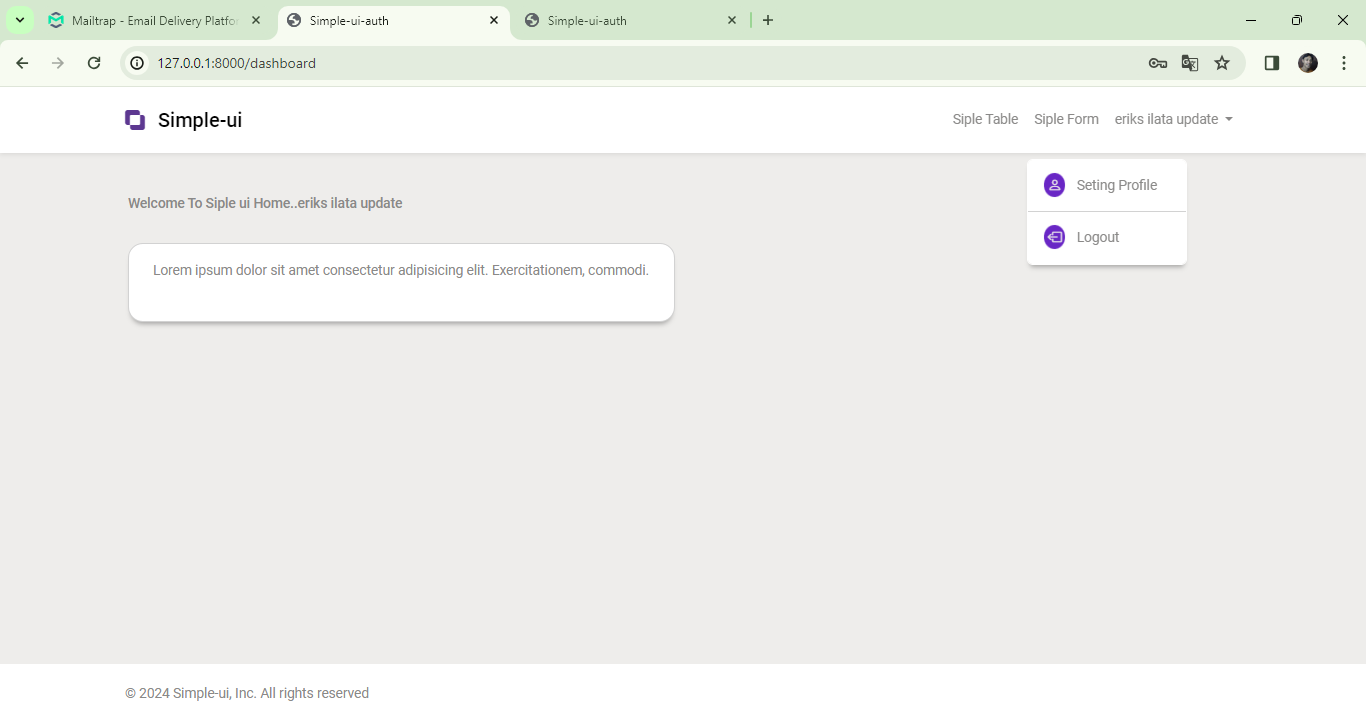 Mailtrap - Email Delivery Platfo
Simple-ui-auth
Simple-ui-auth
127.0.0.1:8000/dashboard
Simple-ui
Siple Table
Siple Form
eriks ilata update
Seting Profile
Logout
Welcome To Siple ui Home..eriks ilata update
Lorem ipsum dolor sit amet consectetur adipisicing elit. Exercitationem, commodi.
© 2024 Simple-ui, Inc. All rights reserved